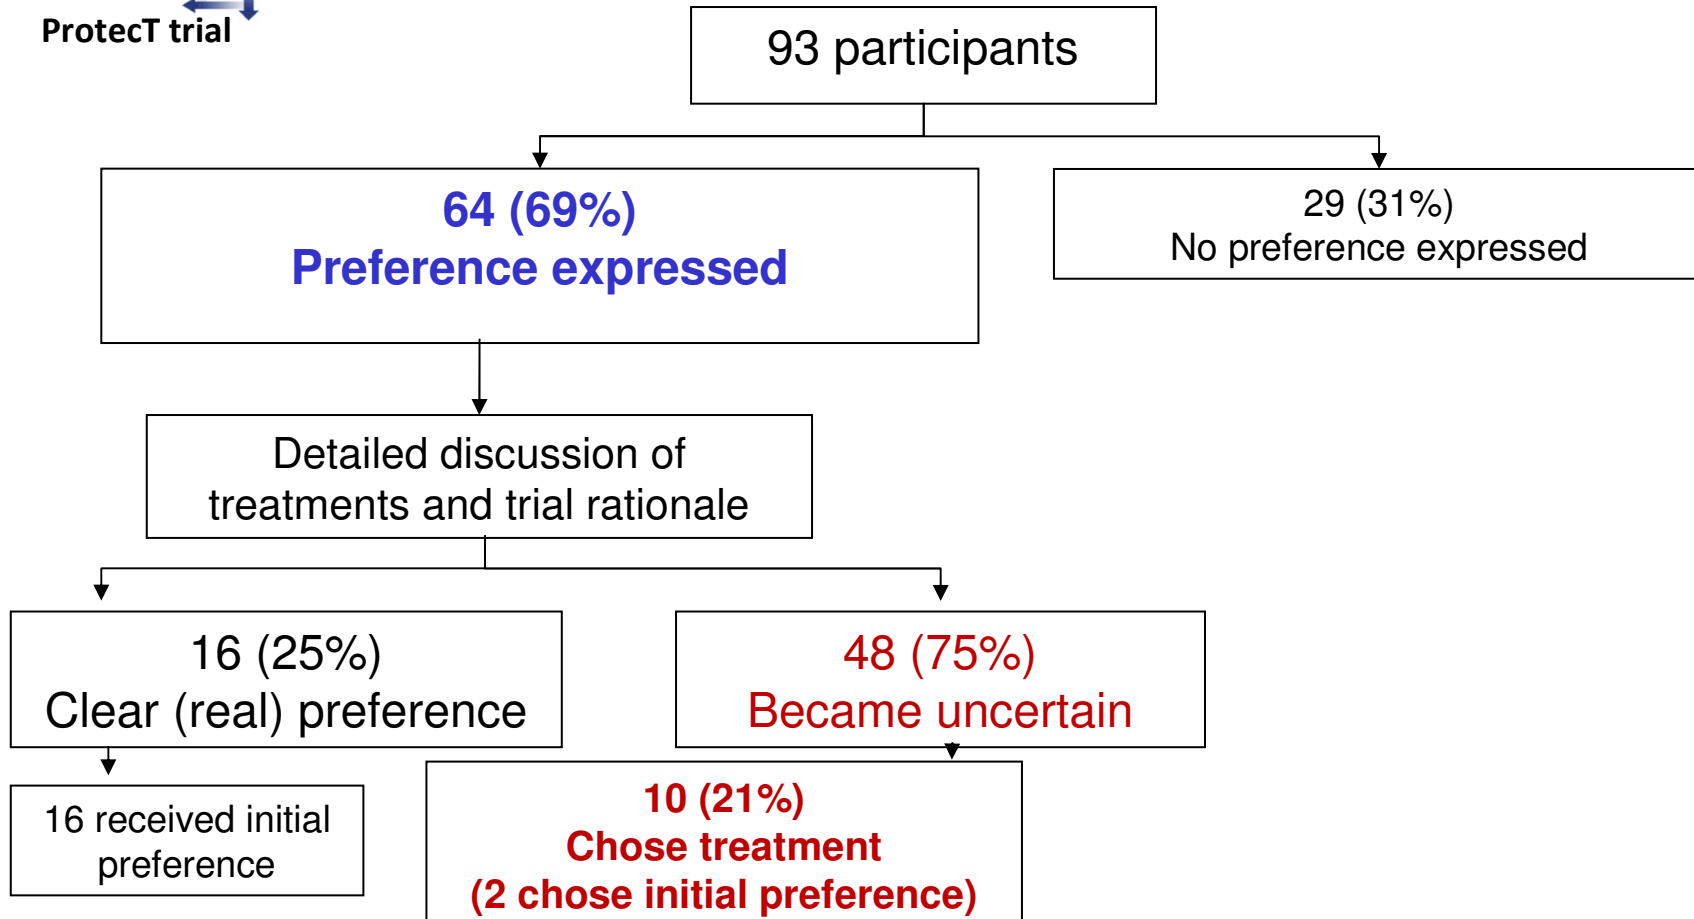 ProtecT trial
93 participants
64 (69%)
Preference expressed
29 (31%)
No preference expressed
Detailed discussion of
treatments and trial rationale
16 (25%)
Clear (real) preference
48 (75%)
Became uncertain
16 received initial
preference
10 (21%)
Chose treatment
(2 chose initial preference)